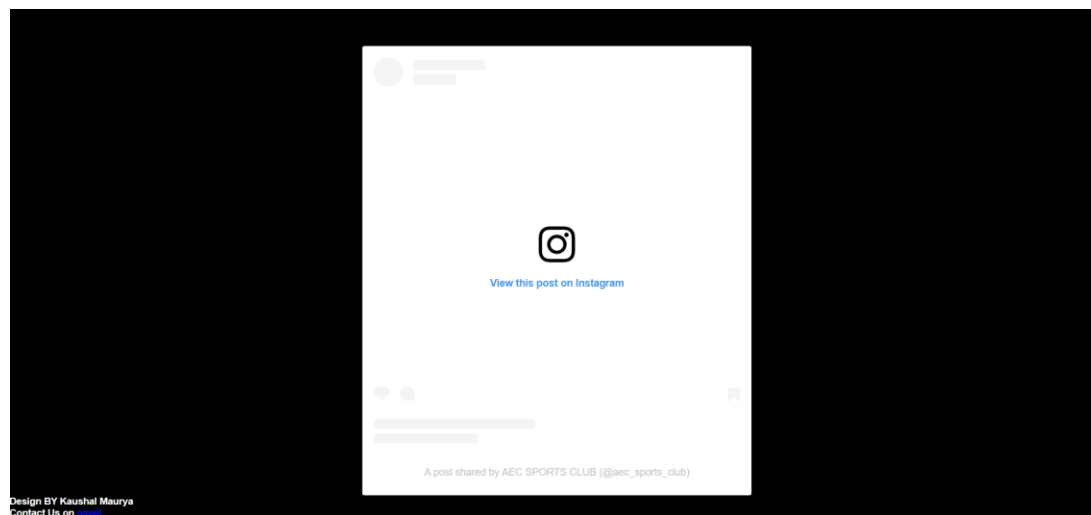 View this post on Instagram
A post shared by AEC SPORTS CLUB (@aec_sports_club)
Design BY Kaushal Maurya
Contact Us on email